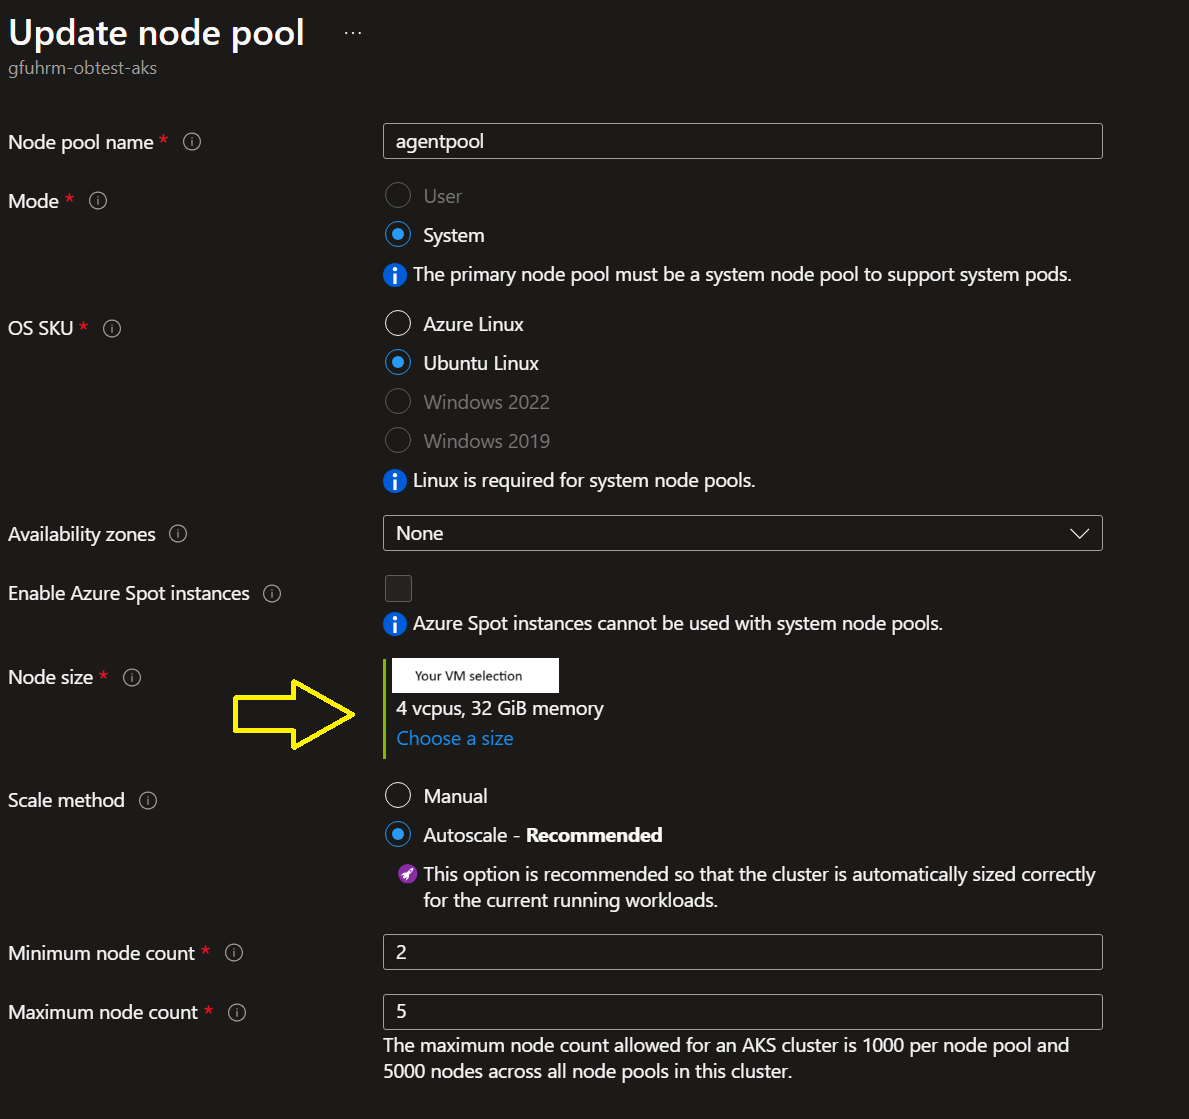 Update node pool ...
gfuhrm-obtest-aks
Node pool name *
agentpool
Mode *
User
System
The primary node pool must be a system node pool to support system pods.
OS SKU *
Azure Linux
Ubuntu Linux
Windows 2022
Windows 2019
Linux is required for system node pools.
Availability zones
None
Enable Azure Spot instances
Azure Spot instances cannot be used with system node pools.
Node size *
Your VM selection
4 vcpus, 32 GiB memory
Choose a size
Scale method
Manual
Autoscale - Recommended
This option is recommended so that the cluster is automatically sized correctly
for the current running workloads.
Minimum node count *
2
Maximum node count *
5
The maximum node count allowed for an AKS cluster is 1000 per node pool and
5000 nodes across all node pools in this cluster.